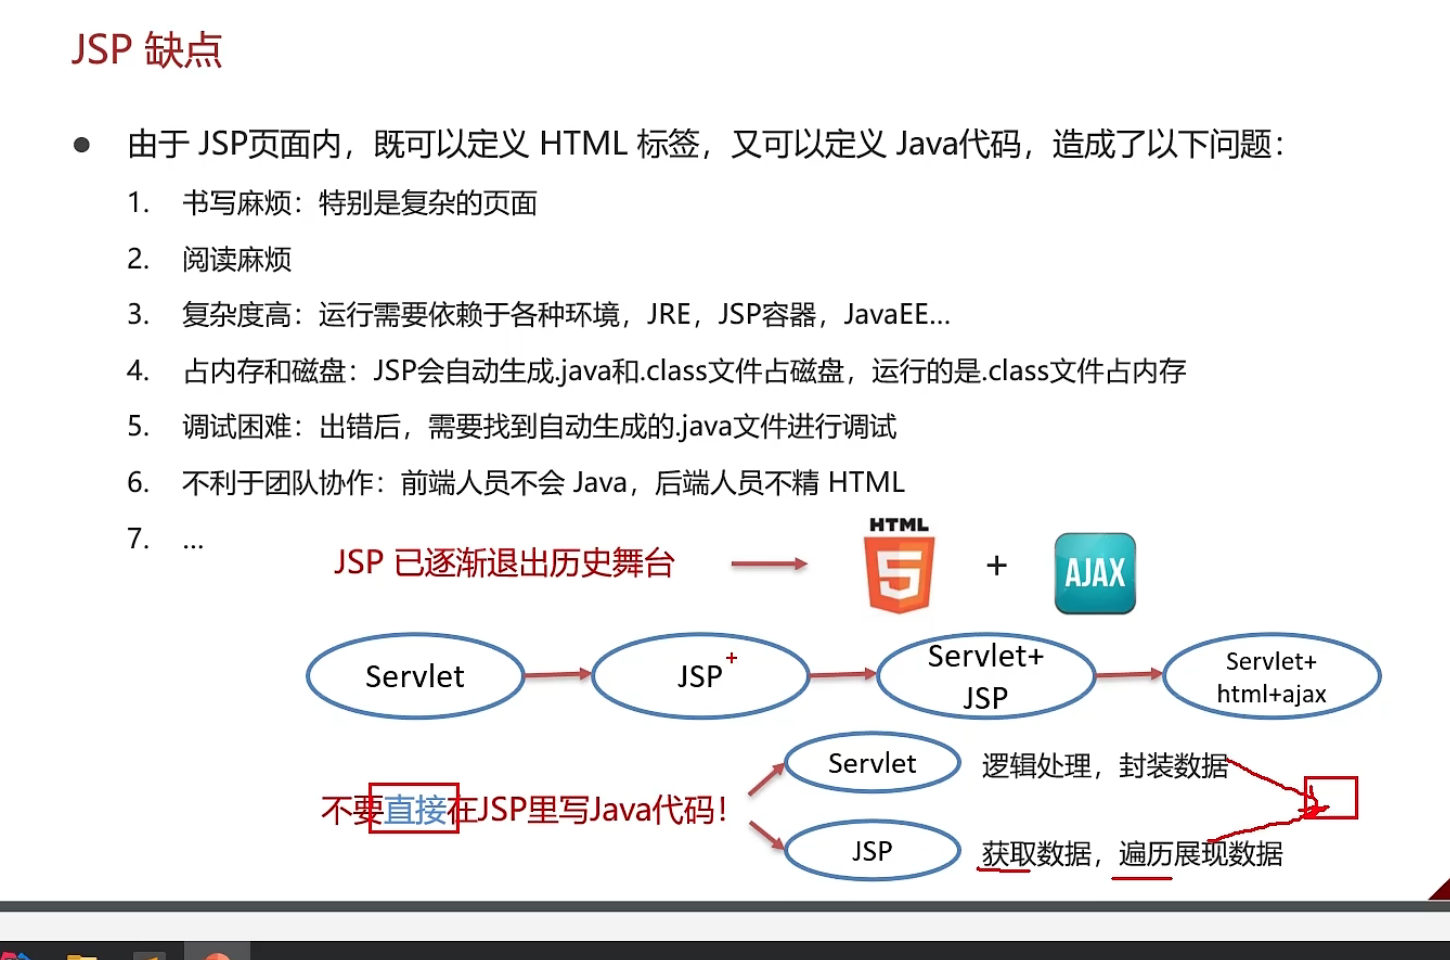 JSP 缺点
● 由于 JSP页面内，既可以定义 HTML 标签，又可以定义 Java代码，造成了以下问题：
1. 书写麻烦：特别是复杂的页面
2. 阅读麻烦
3. 复杂度高：运行需要依赖于各种环境，JRE，JSP容器，JavaEE...
4. 占内存和磁盘：JSP会自动生成.java和.class文件占磁盘，运行的是.class文件占内存
5. 调试困难：出错后，需要找到自动生成的.java文件进行调试
6. 不利于团队协作：前端人员不会 Java，后端人员不精 HTML
7. ...
JSP 已逐渐退出历史舞台
HTML
5
+
AJAX
Servlet
JSP
+
Servlet+
JSP
Servlet+
html+ajax
不要直接在JSP里写Java代码！
Servlet
逻辑处理，封装数据
JSP
获取数据，遍历展现数据